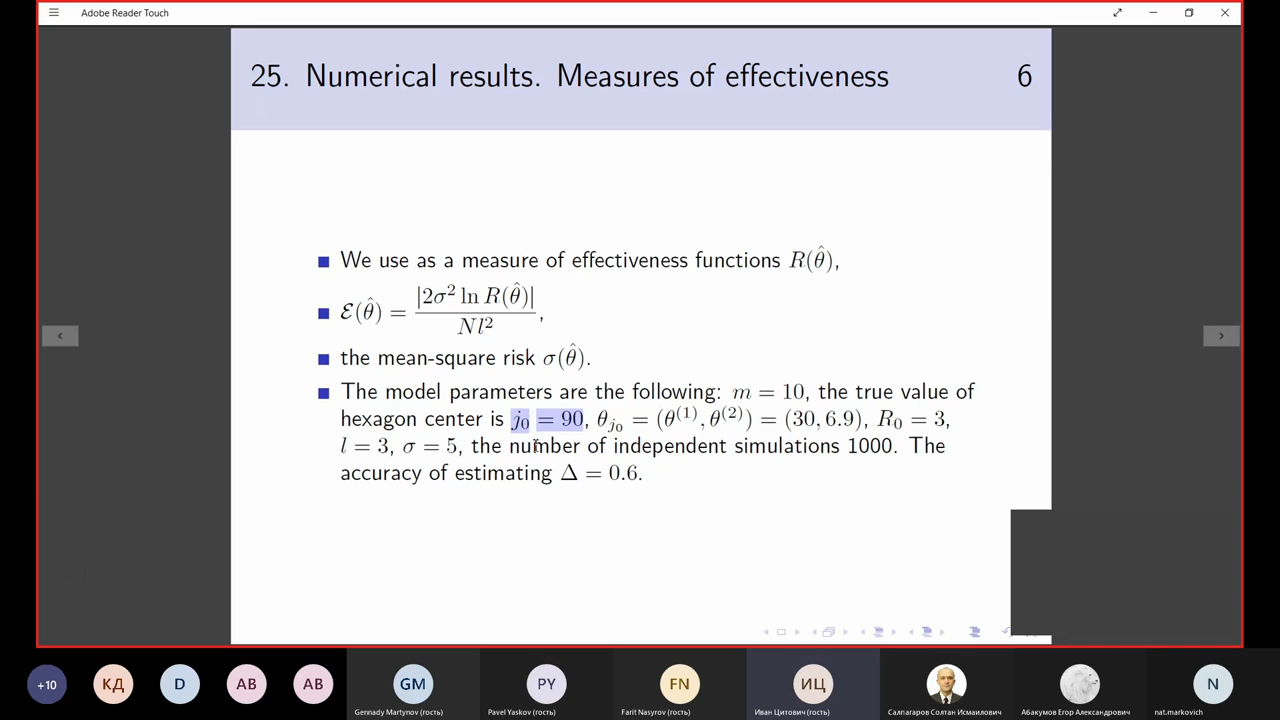 Adobe Reader Touch
25. Numerical results. Measures of effectiveness 6
We use as a measure of effectiveness functions R(θ̂),
ℰ(θ̂) = |2σ² ln R(θ̂)| / Nl²,
the mean-square risk σ(θ̂).
The model parameters are the following: m = 10, the true value of
hexagon center is j₀ = 90, θ_{j₀} = (θ⁽¹⁾, θ⁽²⁾) = (30, 6.9), R₀ = 3,
l = 3, σ = 5, the number of independent simulations 1000. The
accuracy of estimating Δ = 0.6.
+10
КД
D
AB
AB
GM
PY
FN
ИЦ
N
Gennady Martynov (гость)
Pavel Yaskov (гость)
Farit Nasyrov (гость)
Иван Цитович (гость)
Салпагаров Солтан Исмаилович
Абакумов Егор Александрович
nat.markovich